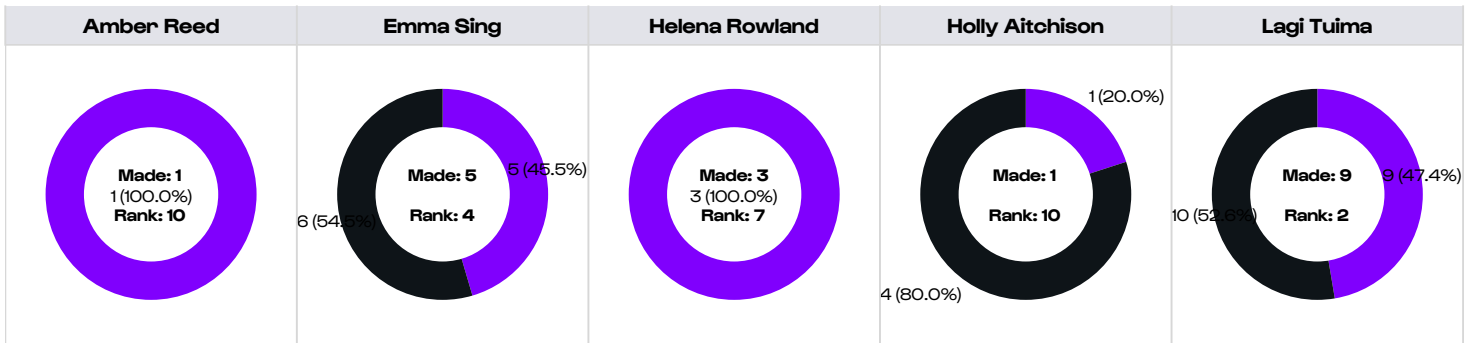 Amber Reed
Made: 1
1 (100.0%)
Rank: 10
Emma Sing
Made: 5
5 (45.5%)
6 (54.5%)
Rank: 4
Helena Rowland
Made: 3
3 (100.0%)
Rank: 7
Holly Aitchison
1 (20.0%)
Made: 1
Rank: 10
4 (80.0%)
Lagi Tuima
Made: 9
9 (47.4%)
10 (52.6%)
Rank: 2